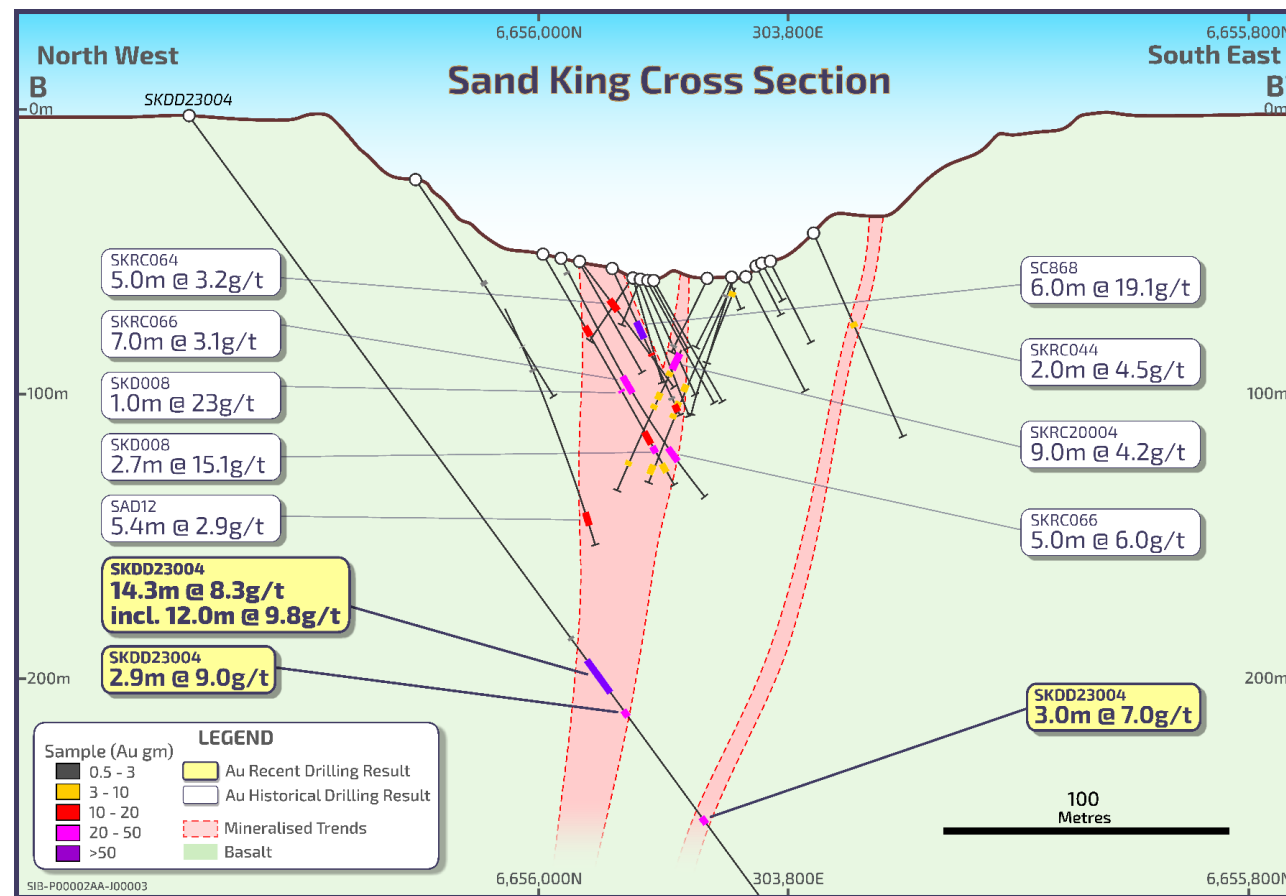 6,656,000N
303,800E
6,655,800N
North West
South East
B
B'
Sand King Cross Section
0m
0m
SKDD23004
SKRC064
5.0m @ 3.2g/t
SKRC066
7.0m @ 3.1g/t
SKD008
1.0m @ 23g/t
SKD008
2.7m @ 15.1g/t
SAD12
5.4m @ 2.9g/t
SKDD23004
14.3m @ 8.3g/t
incl. 12.0m @ 9.8g/t
SKDD23004
2.9m @ 9.0g/t
SC868
6.0m @ 19.1g/t
SKRC044
2.0m @ 4.5g/t
SKRC20004
9.0m @ 4.2g/t
SKRC066
5.0m @ 6.0g/t
SKDD23004
3.0m @ 7.0g/t
100m
100m
200m
200m
LEGEND
Sample (Au gm)
0.5 - 3
3 - 10
10 - 20
20 - 50
>50
Au Recent Drilling Result
Au Historical Drilling Result
Mineralised Trends
Basalt
100
Metres
SIB-P00002AA-J00003
6,656,000N
303,800E
6,655,800N